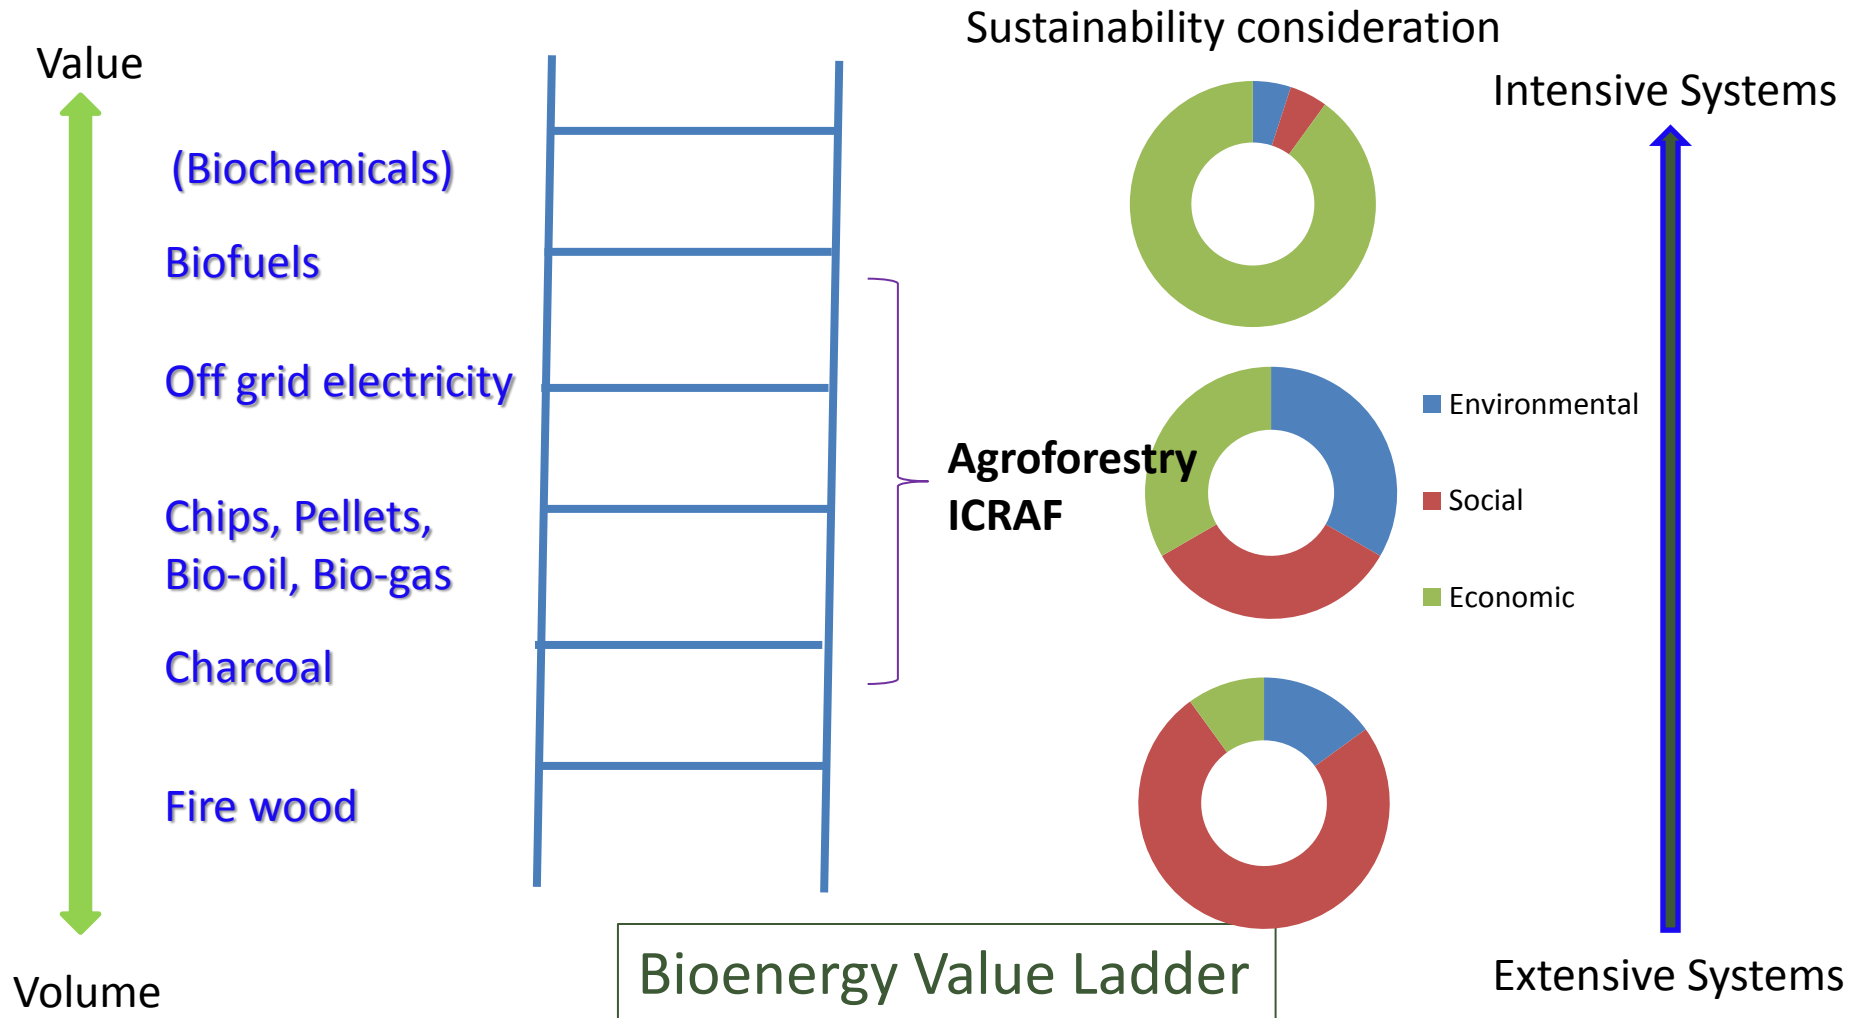 Sustainability consideration
Value
Intensive Systems
(Biochemicals)
Biofuels
Off grid electricity
Environmental
Agroforestry
ICRAF
Chips, Pellets,
Bio-oil, Bio-gas
Social
Economic
Charcoal
Fire wood
Bioenergy Value Ladder
Volume
Extensive Systems